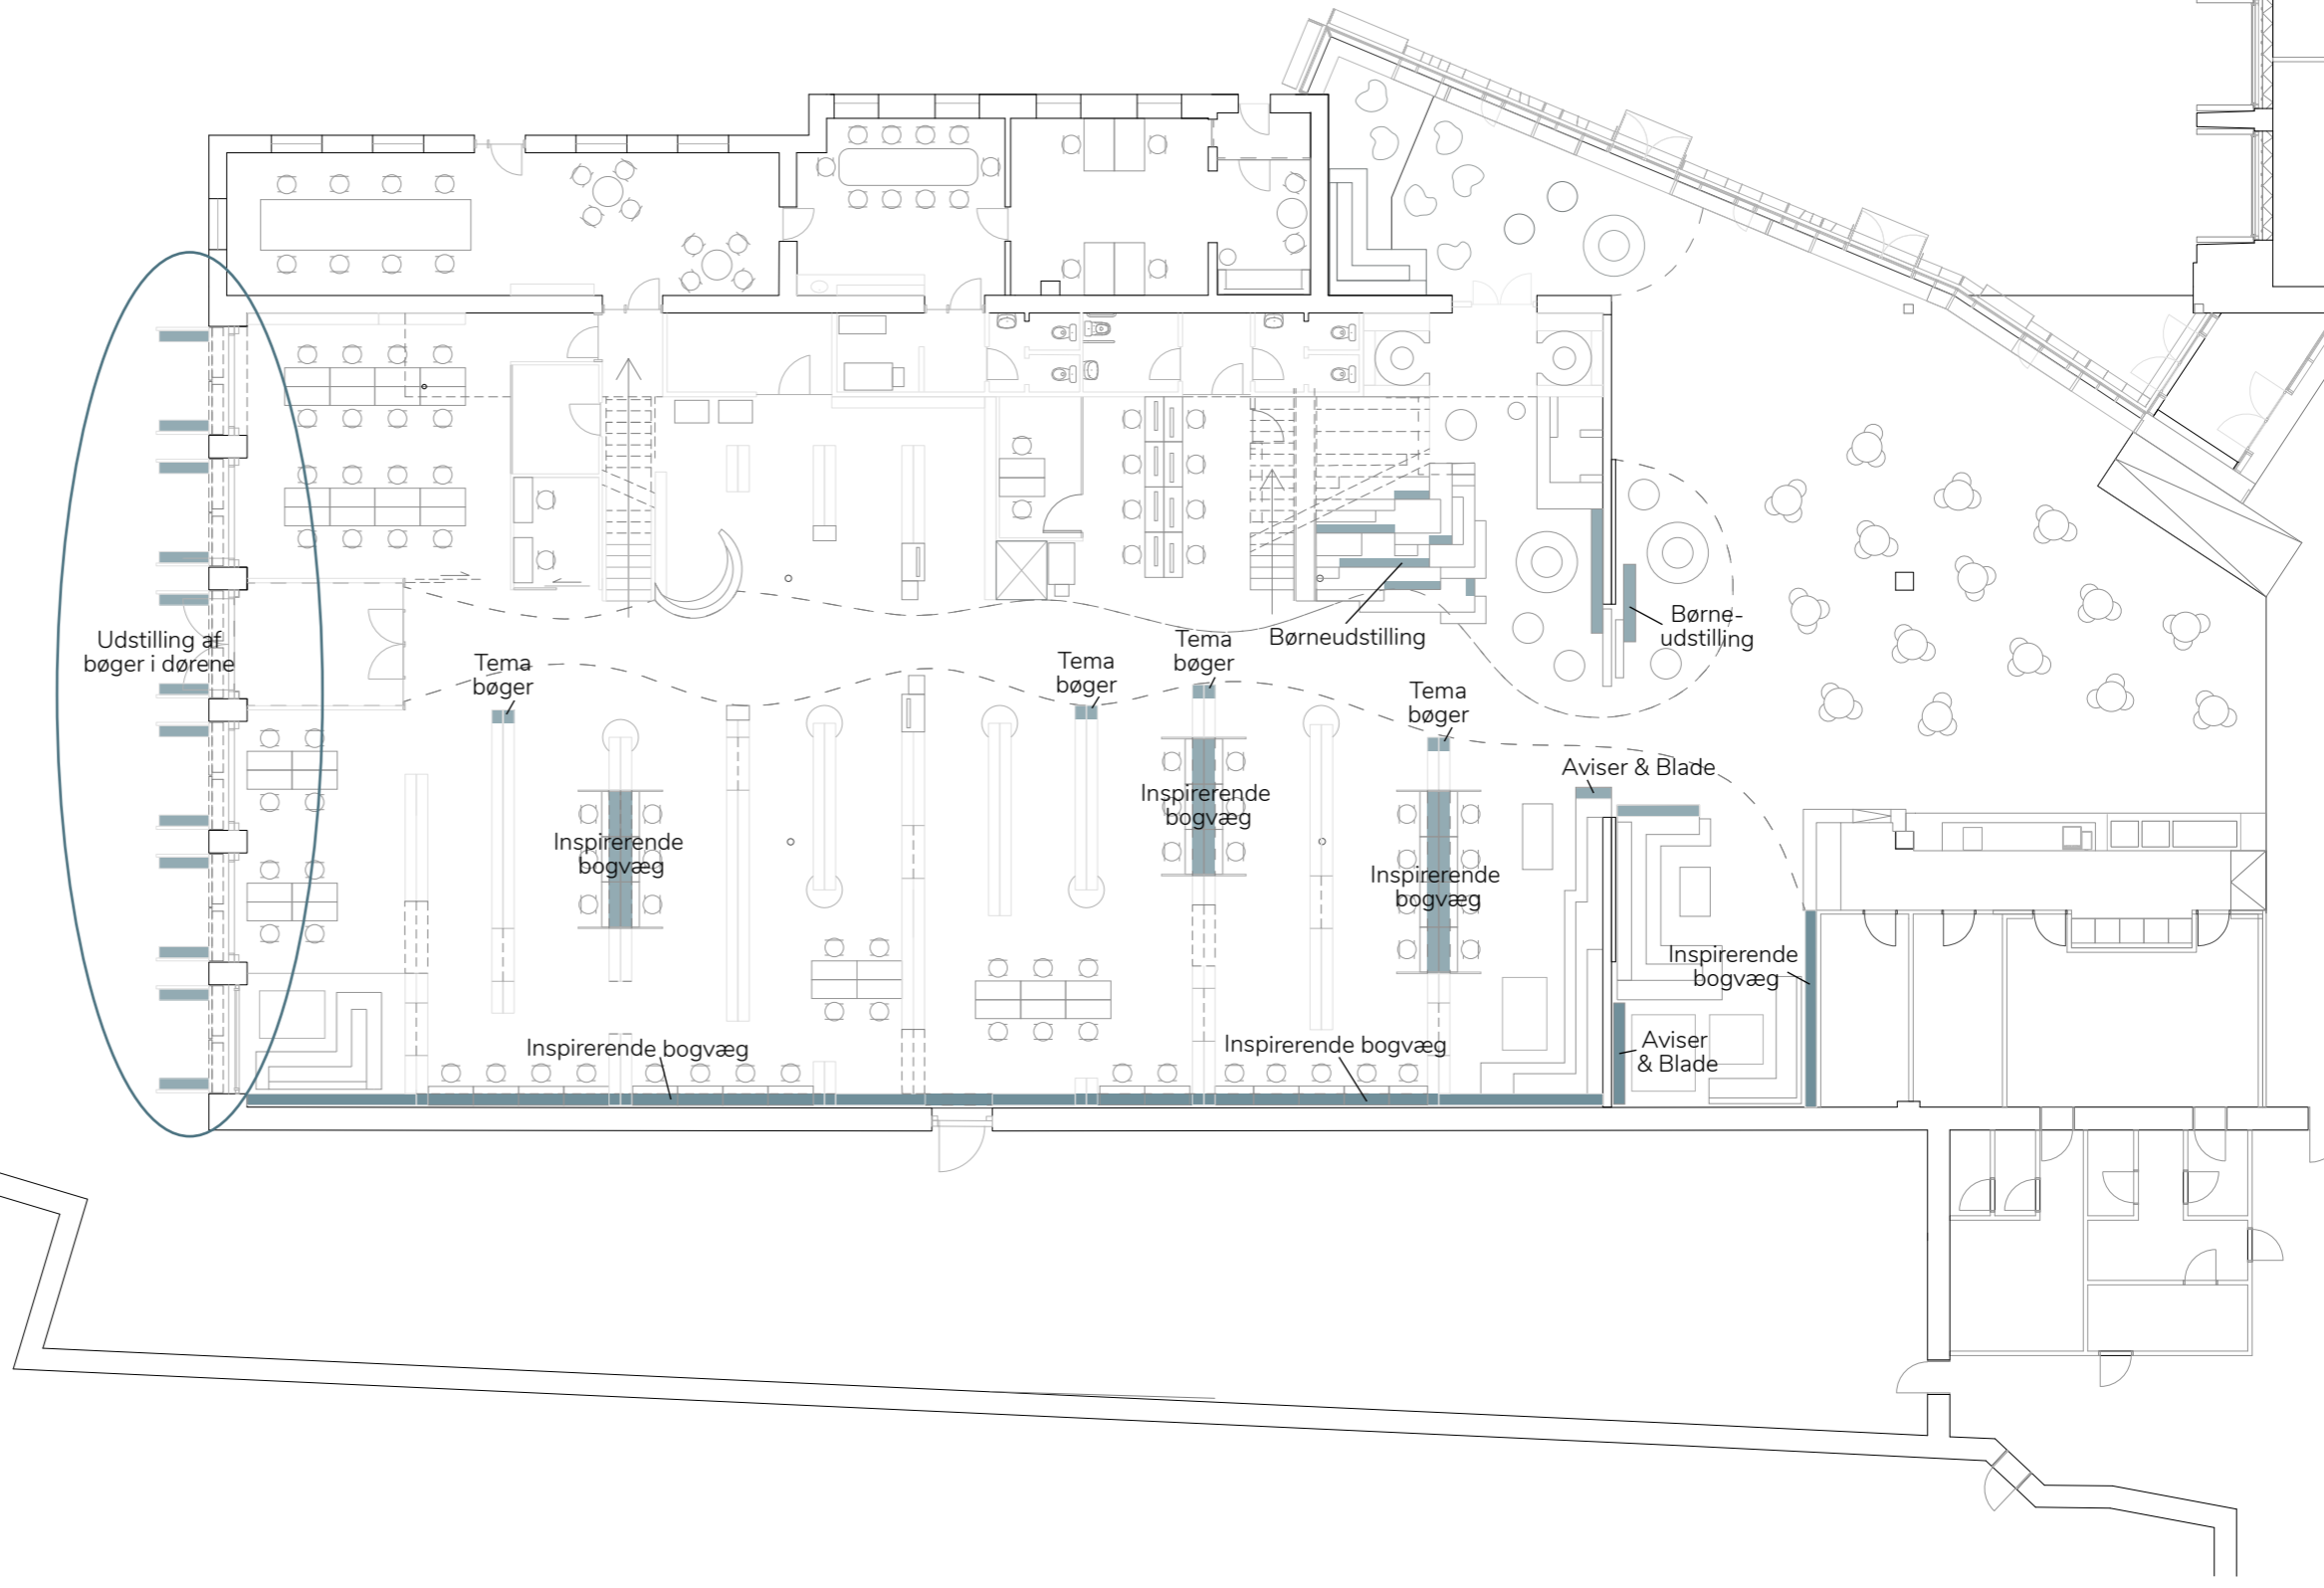 Udstilling af
bøger i dørene
Tema
bøger
Tema
bøger
Tema
bøger
Børneudstilling
Børne-
udstilling
Tema
bøger
Aviser & Blade
Inspirerende
bogvæg
Inspirerende
bogvæg
Inspirerende
bogvæg
Inspirerende
bogvæg
Inspirerende bogvæg
Inspirerende bogvæg
Aviser
& Blade